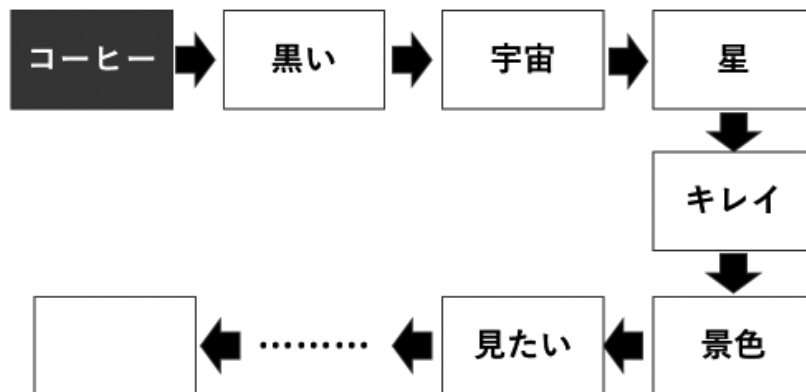 コーヒー
黒い
宇宙
星
キレイ
景色
見たい
………